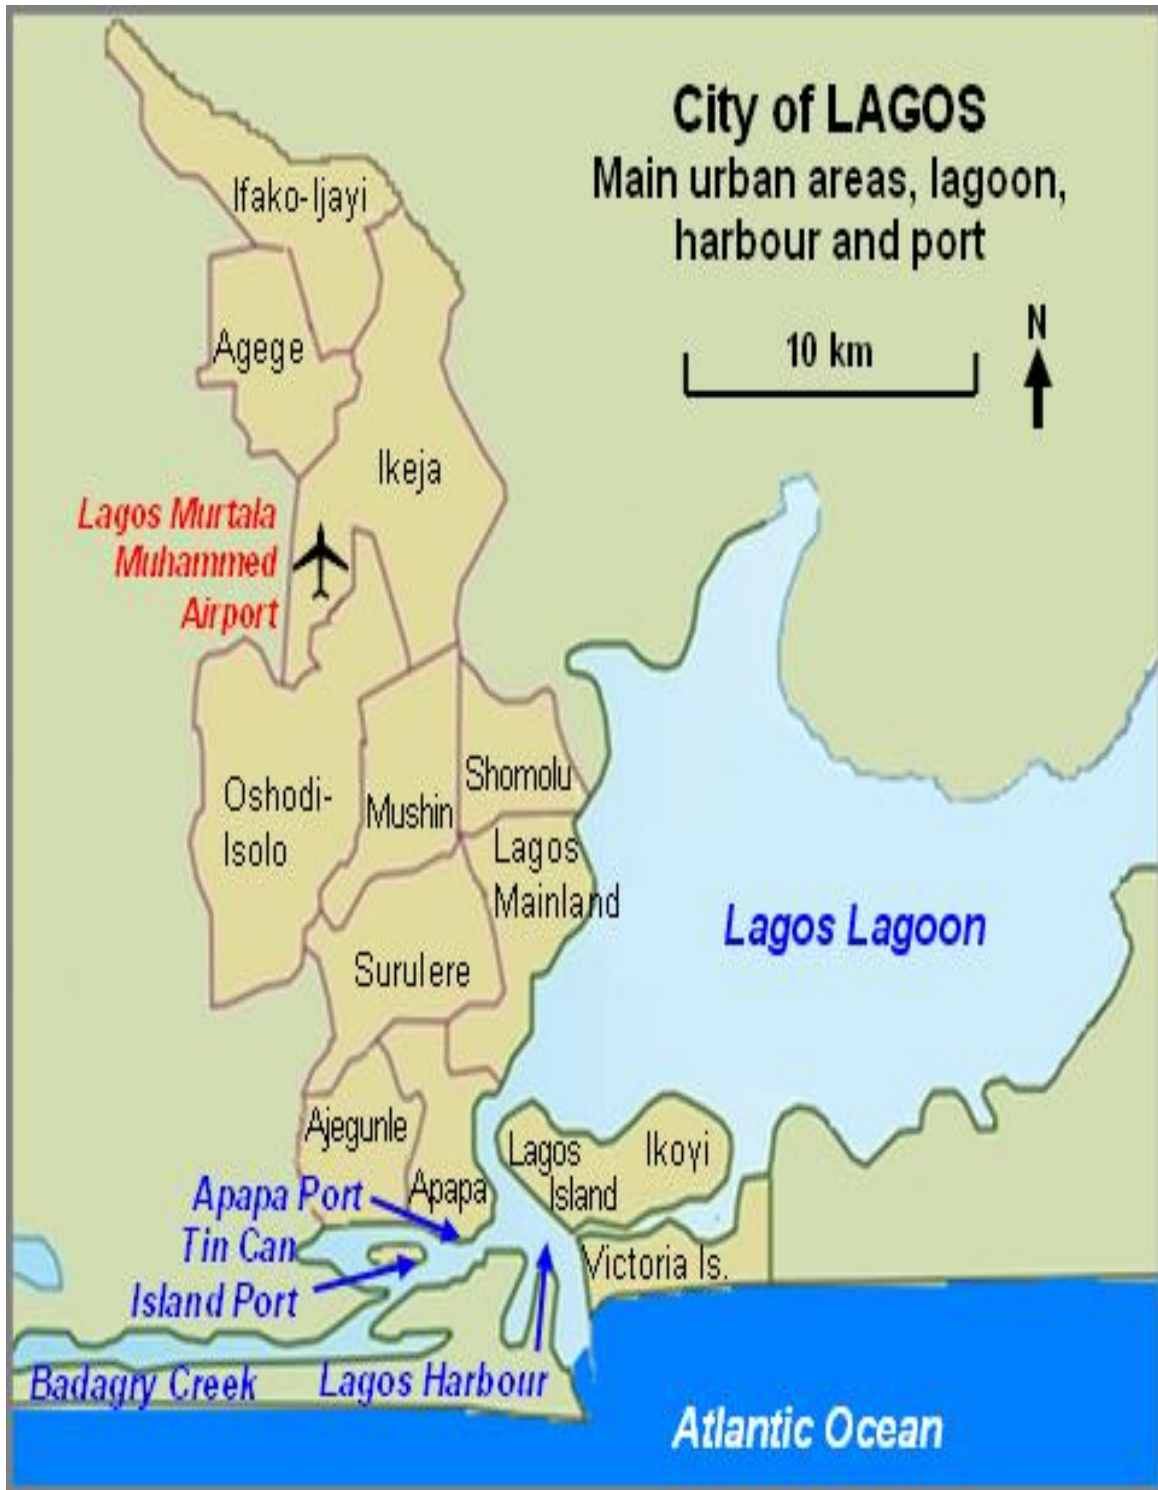 City of LAGOS
Main urban areas, lagoon,
harbour and port
N
10 km
Ifako-Ijayi
Agege
Ikeja
Lagos Murtala
Muhammed
Airport
Oshodi-
Isolo
Mushin
Shomolu
Lagos
Mainland
Lagos Lagoon
Surulere
Ajegunle
Apapa
Lagos
Island
Ikoyi
Apapa Port
Tin Can
Island Port
Victoria Is.
Badagry Creek
Lagos Harbour
Atlantic Ocean